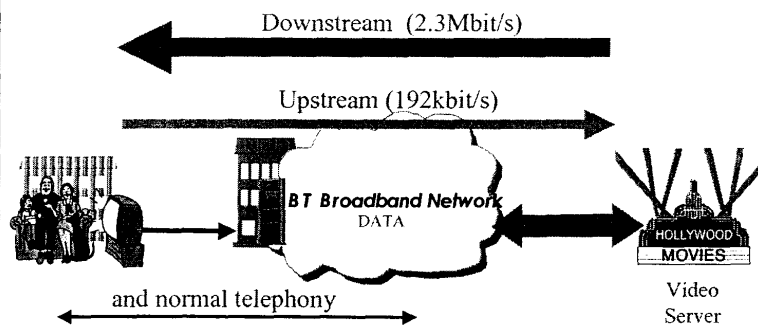 Downstream (2.3Mbit/s)
Upstream (192kbit/s)
BT Broadband Network
DATA
HOLLYWOOD
MOVIES
Video
Server
and normal telephony